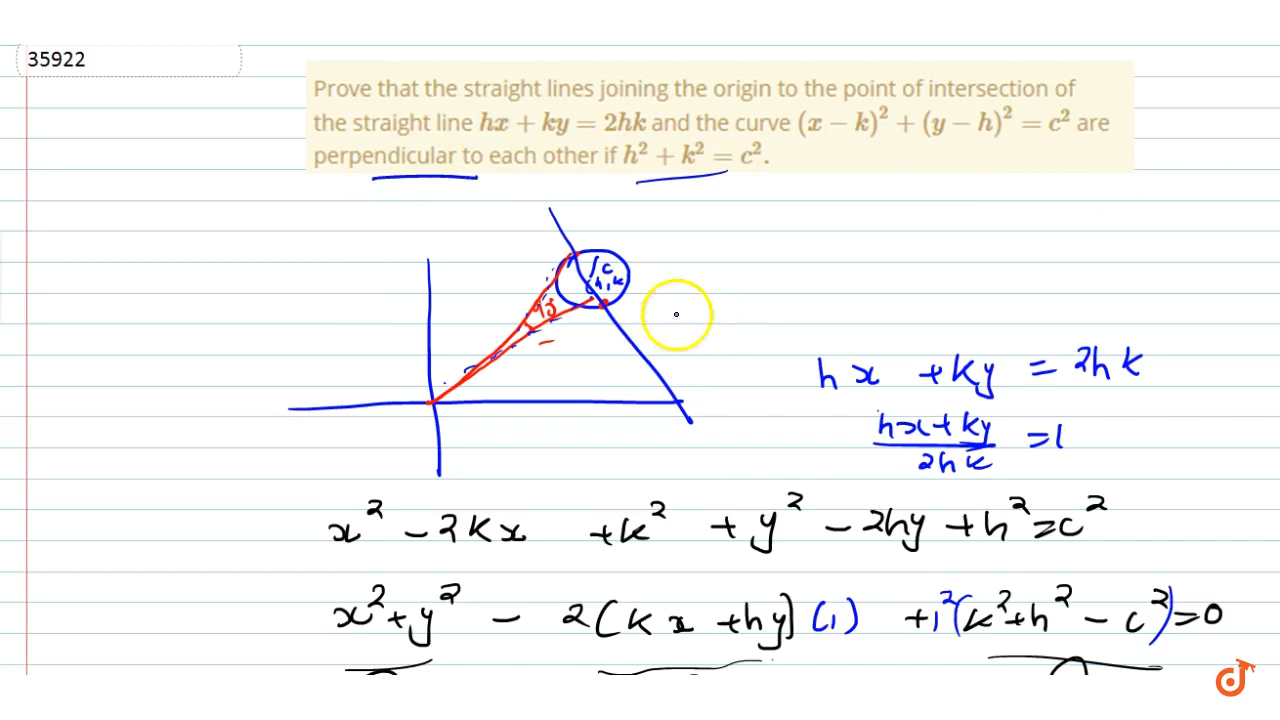 35922
Prove that the straight lines joining the origin to the point of intersection of
the straight line hx + ky = 2hk and the curve (x − k)² + (y − h)² = c² are
perpendicular to each other if h² + k² = c².
c
(h,k
90°
hx + ky = 2hk
hx+ky
2hk
=1
x² − 2kx + k² + y² − 2hy + h² = c²
x² + y² − 2(kx + hy) (1) + 1²(k² + h² − c²) = 0